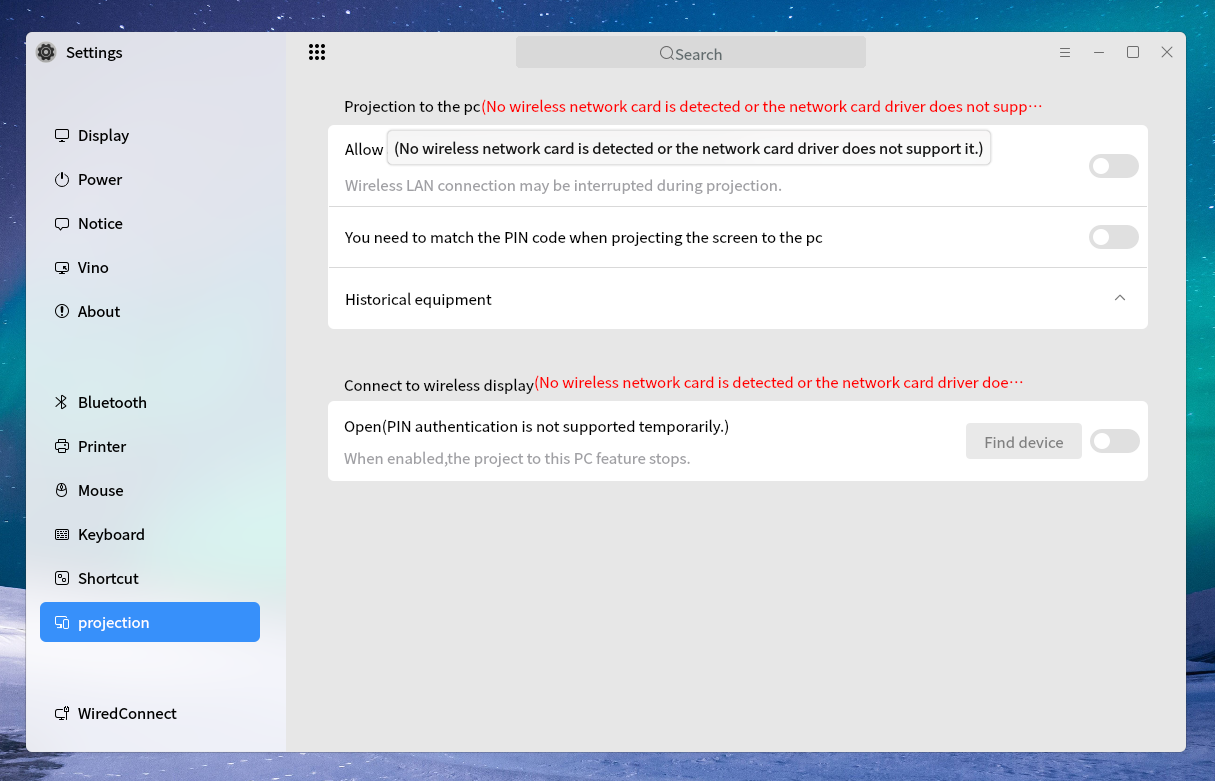 Settings
Search
Display
Power
Notice
Vino
About
Bluetooth
Printer
Mouse
Keyboard
Shortcut
projection
WiredConnect
Projection to the pc(No wireless network card is detected or the network card driver does not supp…
Allow
(No wireless network card is detected or the network card driver does not support it.)
Wireless LAN connection may be interrupted during projection.
You need to match the PIN code when projecting the screen to the pc
Historical equipment
Connect to wireless display(No wireless network card is detected or the network card driver doe…
Open(PIN authentication is not supported temporarily.)
Find device
When enabled,the project to this PC feature stops.